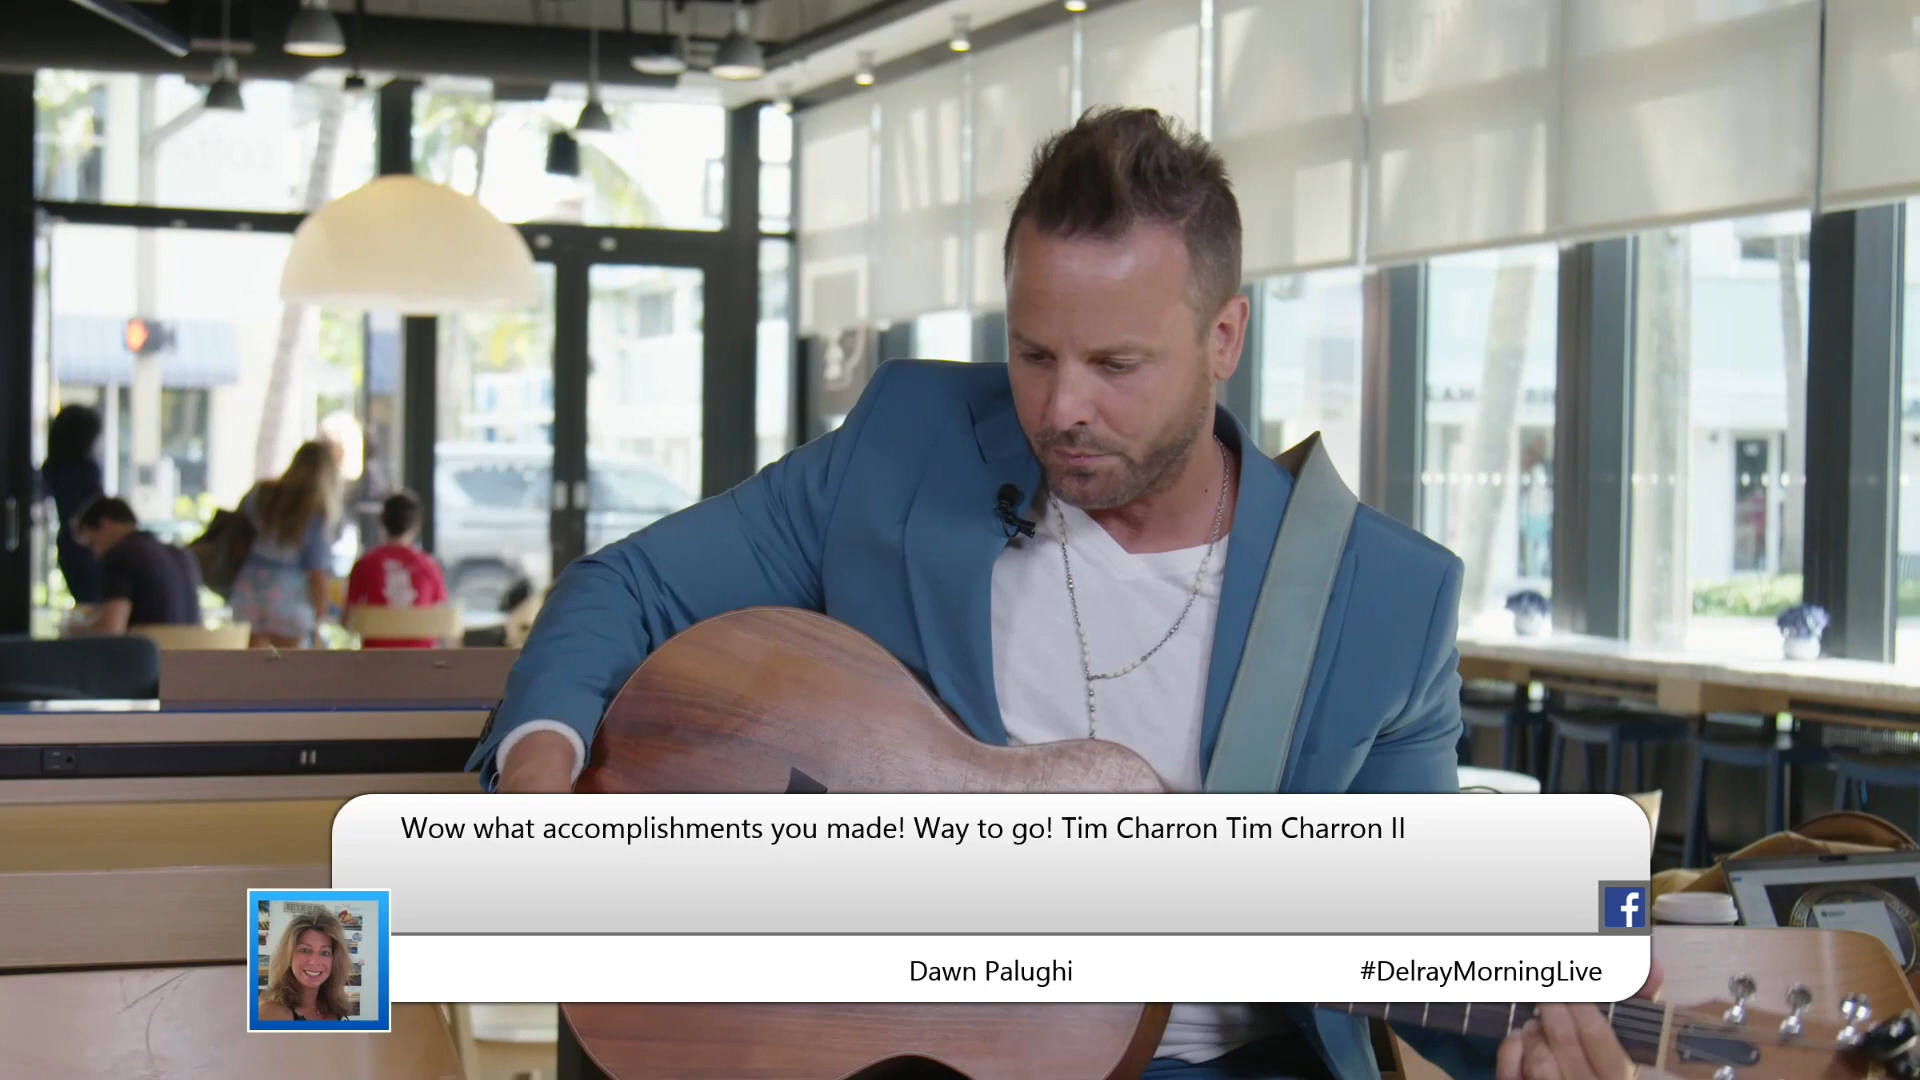 Wow what accomplishments you made! Way to go! Tim Charron Tim Charron II
Dawn Palughi
#DelrayMorningLive